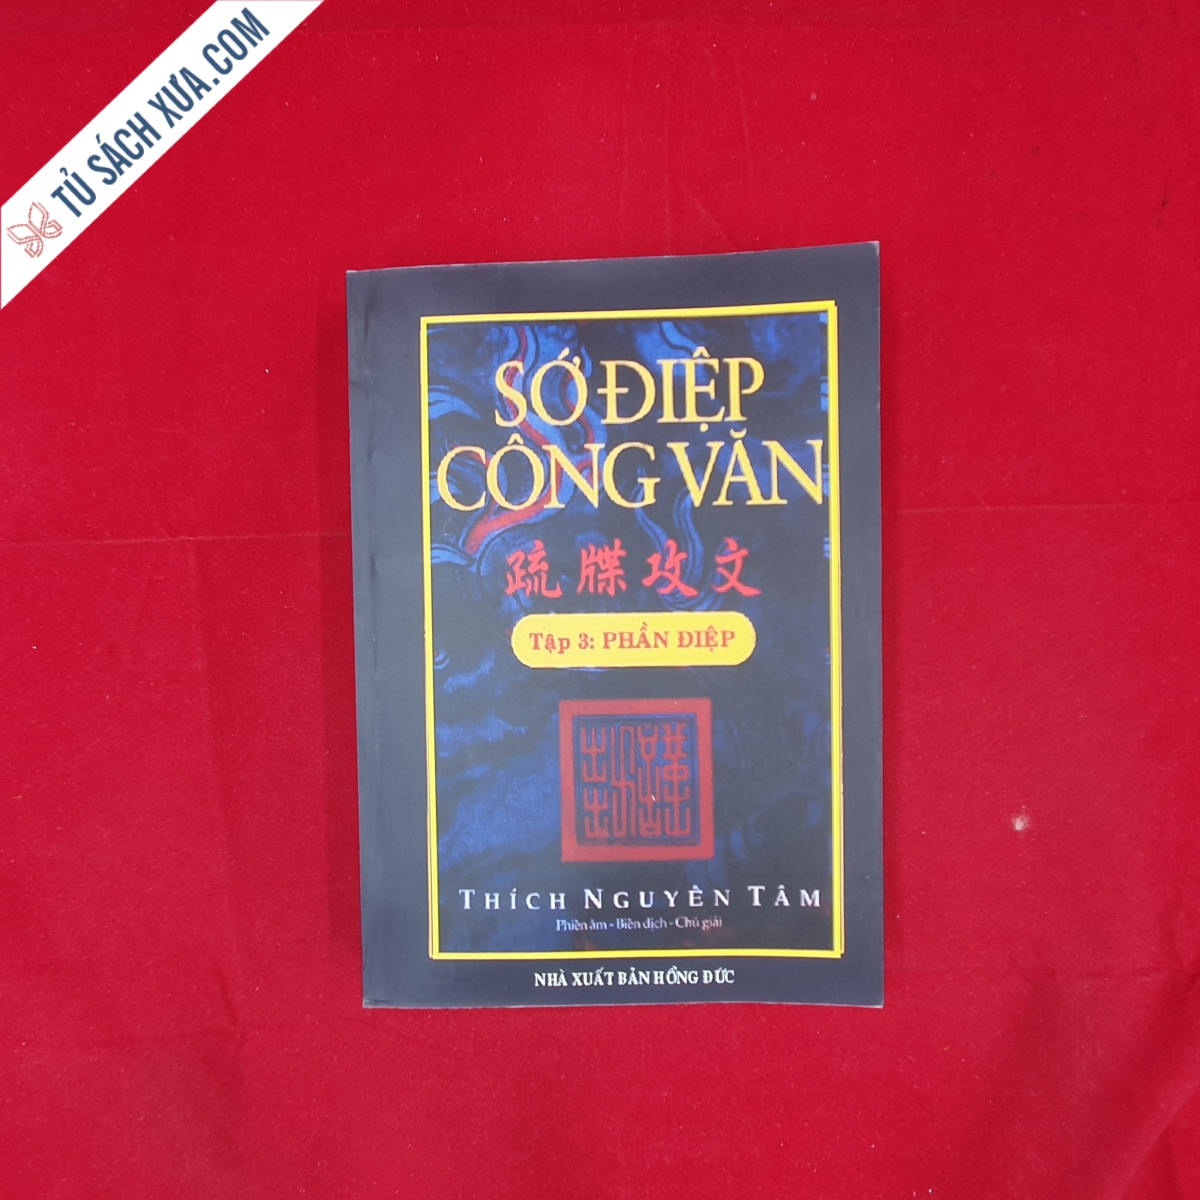 TỦ SÁCH XƯA.COM
SỚ ĐIỆP
CÔNG VĂN
疏牒攻文
Tập 3: PHẦN ĐIỆP
THÍCH NGUYÊN TÂM
Phiên âm - Biên dịch - Chú giải
NHÀ XUẤT BẢN HỒNG ĐỨC